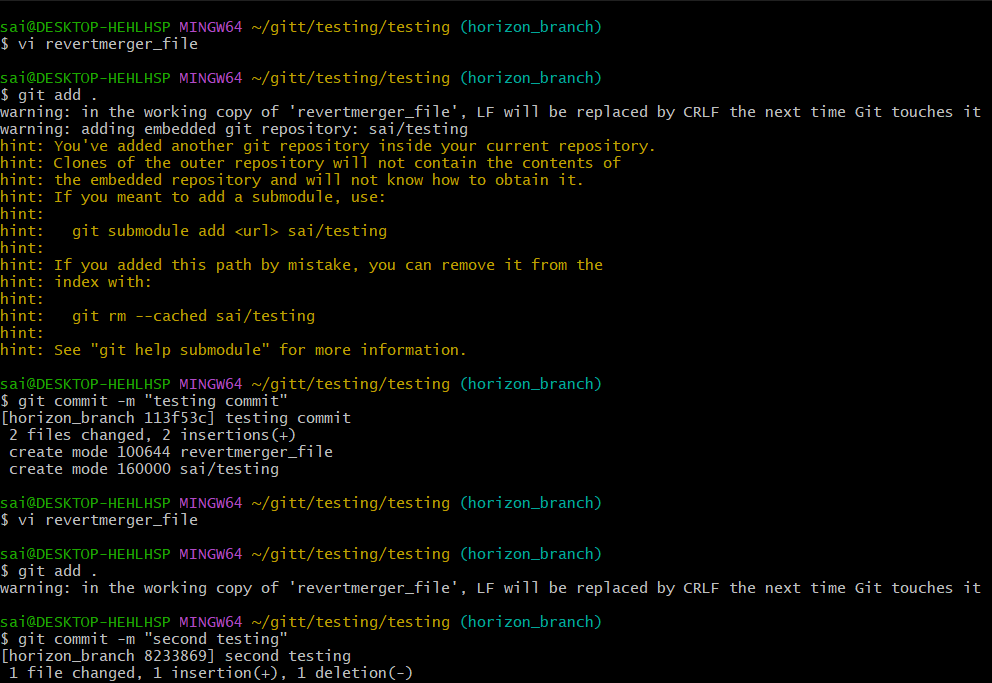 sai@DESKTOP-HEHLHSP MINGW64 ~/gitt/testing/testing (horizon_branch)
$ vi revertmerger_file
sai@DESKTOP-HEHLHSP MINGW64 ~/gitt/testing/testing (horizon_branch)
$ git add .
warning: in the working copy of 'revertmerger_file', LF will be replaced by CRLF the next time Git touches it
warning: adding embedded git repository: sai/testing
hint: You've added another git repository inside your current repository.
hint: Clones of the outer repository will not contain the contents of
hint: the embedded repository and will not know how to obtain it.
hint: If you meant to add a submodule, use:
hint:
hint:   git submodule add <url> sai/testing
hint:
hint: If you added this path by mistake, you can remove it from the
hint: index with:
hint:
hint:   git rm --cached sai/testing
hint:
hint: See "git help submodule" for more information.
sai@DESKTOP-HEHLHSP MINGW64 ~/gitt/testing/testing (horizon_branch)
$ git commit -m "testing commit"
[horizon_branch 113f53c] testing commit
 2 files changed, 2 insertions(+)
 create mode 100644 revertmerger_file
 create mode 160000 sai/testing
sai@DESKTOP-HEHLHSP MINGW64 ~/gitt/testing/testing (horizon_branch)
$ vi revertmerger_file
sai@DESKTOP-HEHLHSP MINGW64 ~/gitt/testing/testing (horizon_branch)
$ git add .
warning: in the working copy of 'revertmerger_file', LF will be replaced by CRLF the next time Git touches it
sai@DESKTOP-HEHLHSP MINGW64 ~/gitt/testing/testing (horizon_branch)
$ git commit -m "second testing"
[horizon_branch 8233869] second testing
 1 file changed, 1 insertion(+), 1 deletion(-)